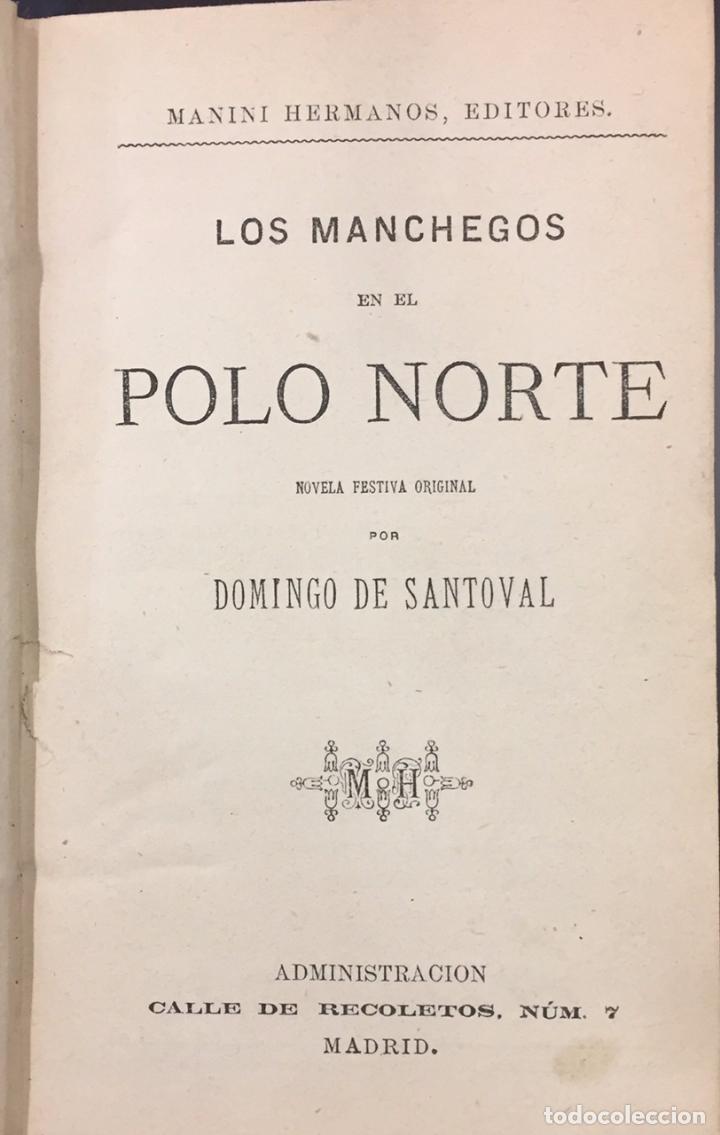 MANINI HERMANOS, EDITORES.
LOS MANCHEGOS
EN EL
POLO NORTE
NOVELA FESTIVA ORIGINAL
POR
DOMINGO DE SANTOVAL
M H
ADMINISTRACION
CALLE DE RECOLETOS, NÚM. 7
MADRID.
todocoleccion